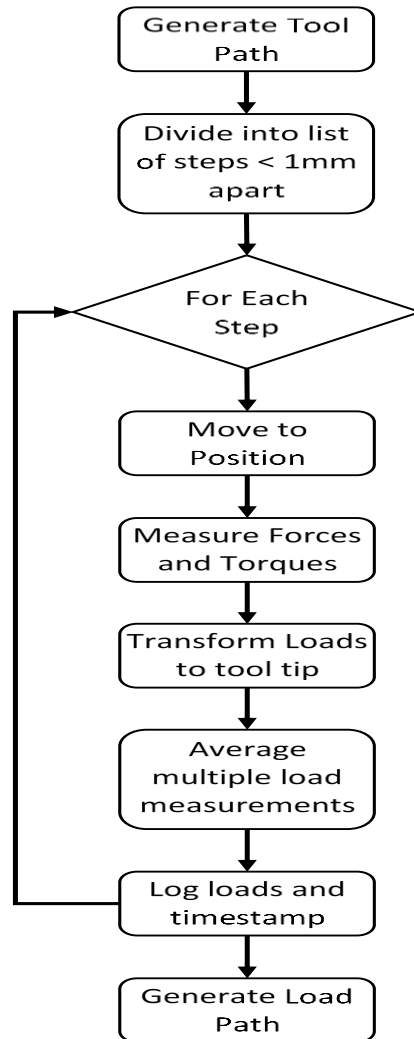 Generate Tool
Path
Divide into list
of steps < 1mm
apart
For Each
Step
Move to
Position
Measure Forces
and Torques
Transform Loads
to tool tip
Average
multiple load
measurements
Log loads and
timestamp
Generate Load
Path